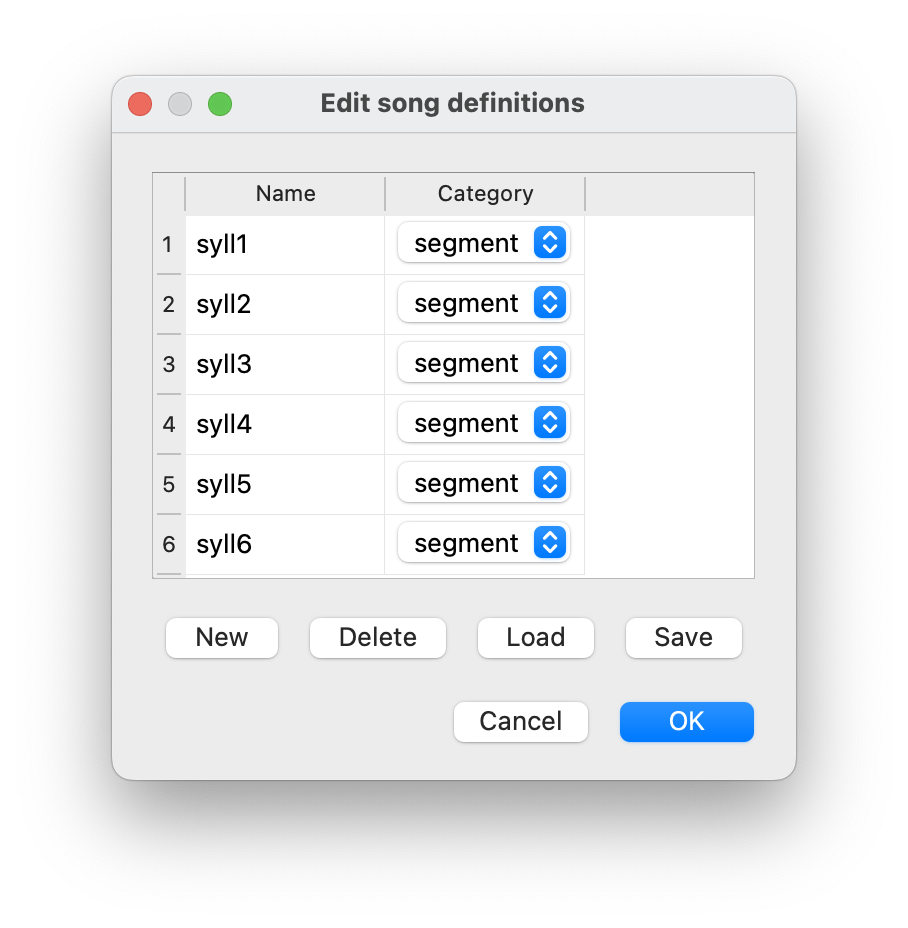 Edit song definitions
Name Category
1 syll1 segment
2 syll2 segment
3 syll3 segment
4 syll4 segment
5 syll5 segment
6 syll6 segment
New Delete Load Save
Cancel OK